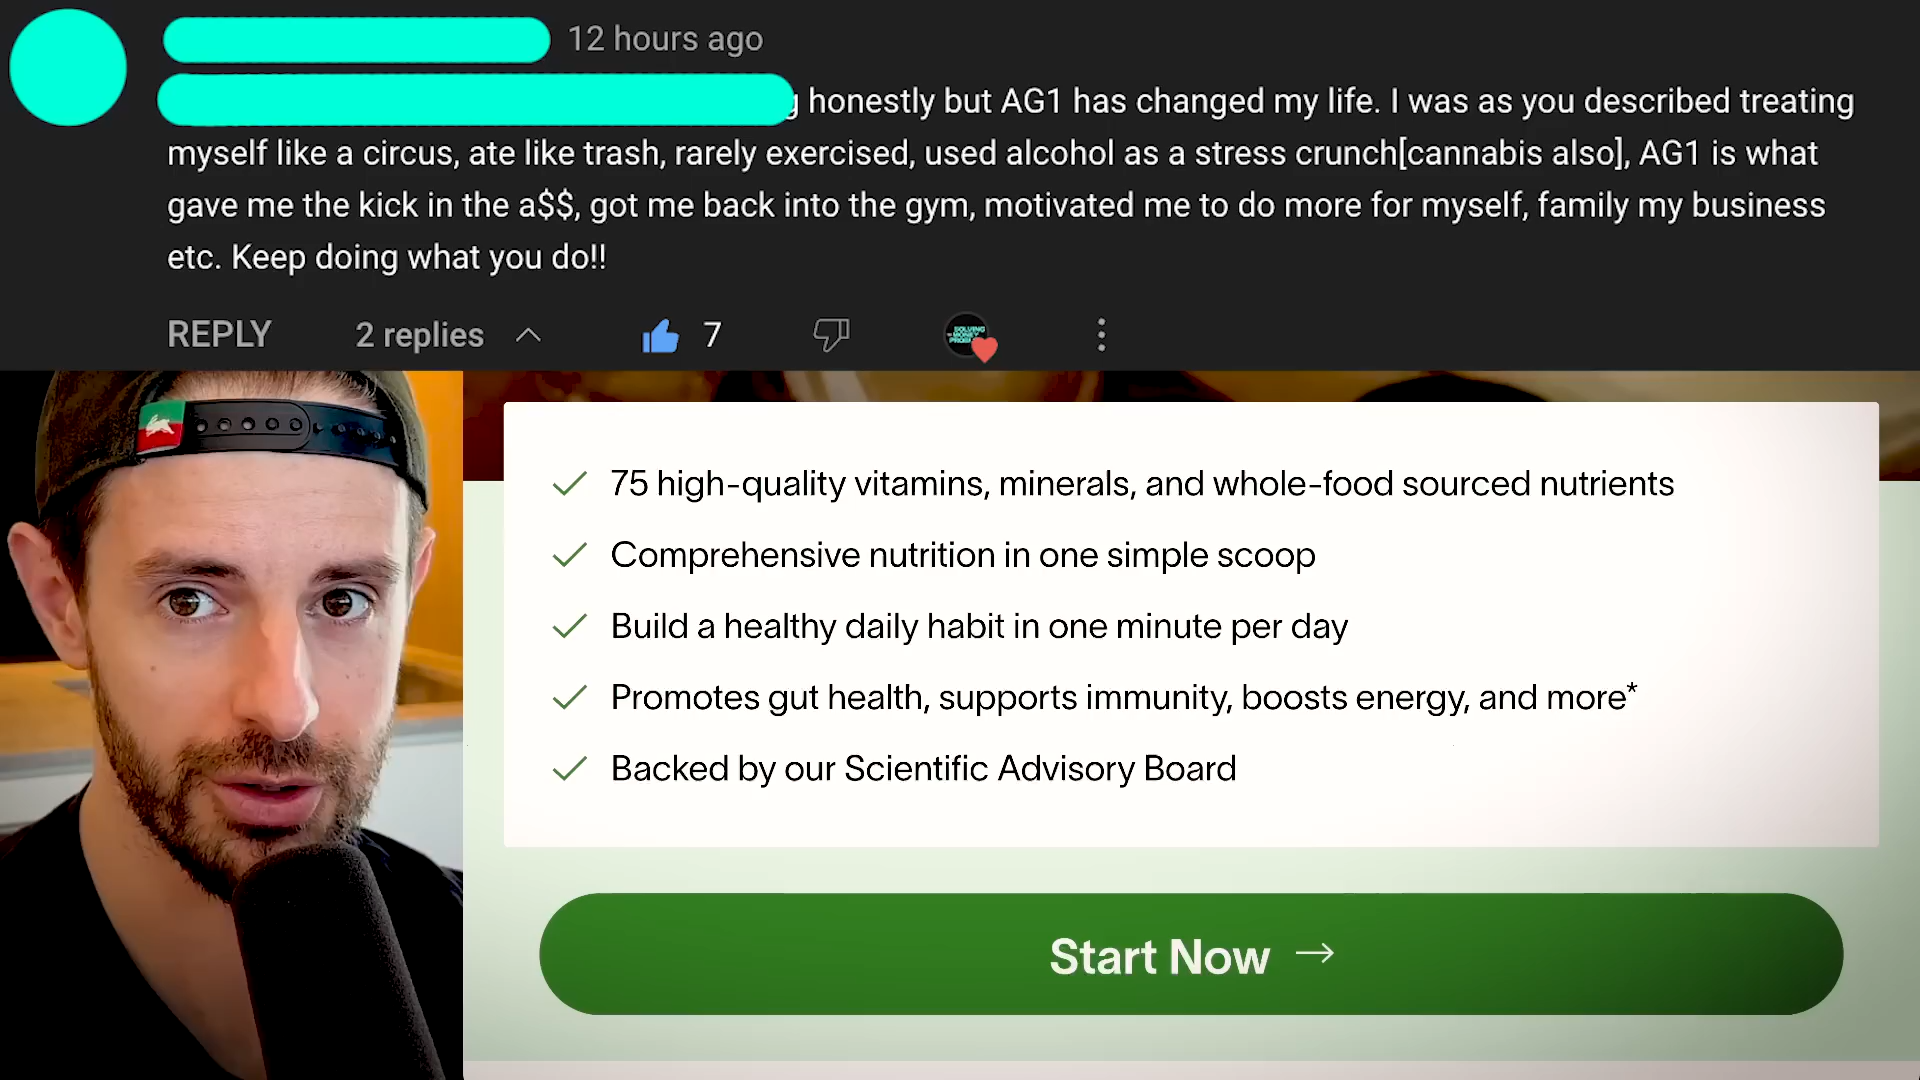 12 hours ago
honestly but AG1 has changed my life. I was as you described treating
myself like a circus, ate like trash, rarely exercised, used alcohol as a stress crunch[cannabis also], AG1 is what
gave me the kick in the a$$, got me back into the gym, motivated me to do more for myself, family my business
etc. Keep doing what you do!!
REPLY 2 replies 7
SOLVING
MONEY
75 high-quality vitamins, minerals, and whole-food sourced nutrients
Comprehensive nutrition in one simple scoop
Build a healthy daily habit in one minute per day
Promotes gut health, supports immunity, boosts energy, and more*
Backed by our Scientific Advisory Board
Start Now →